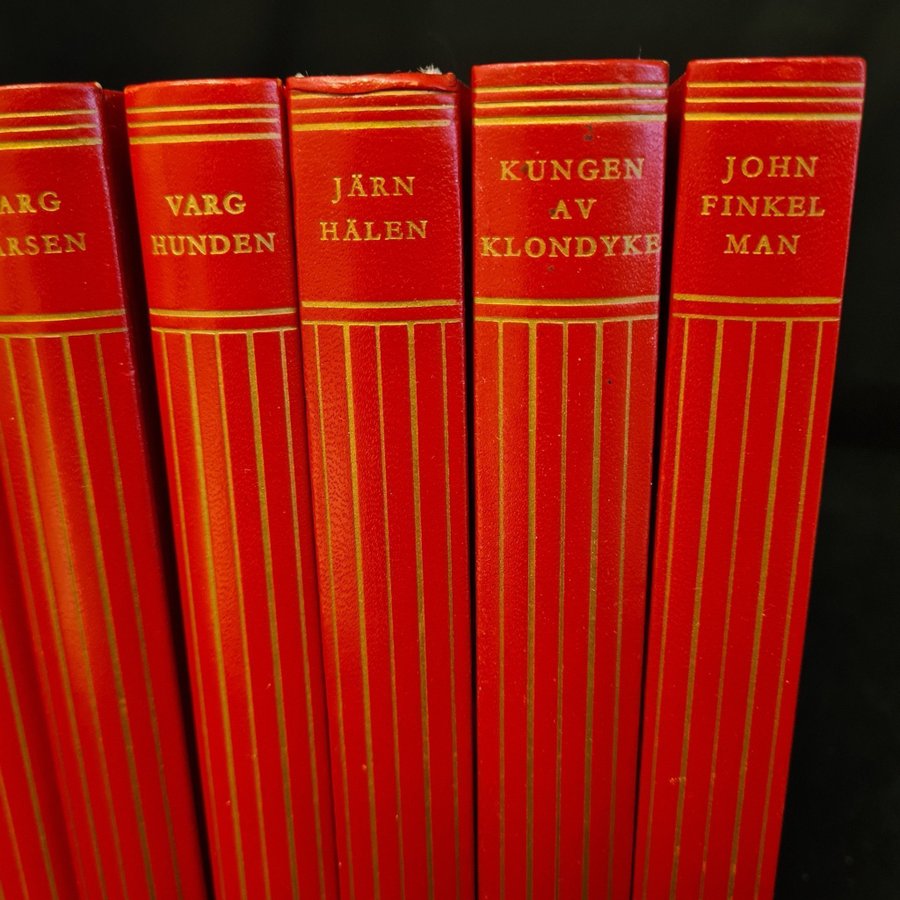 ARG
ARSEN
VARG
HUNDEN
JÄRN
HÄLEN
KUNGEN
AV
KLONDYKE
JOHN
FINKEL
MAN